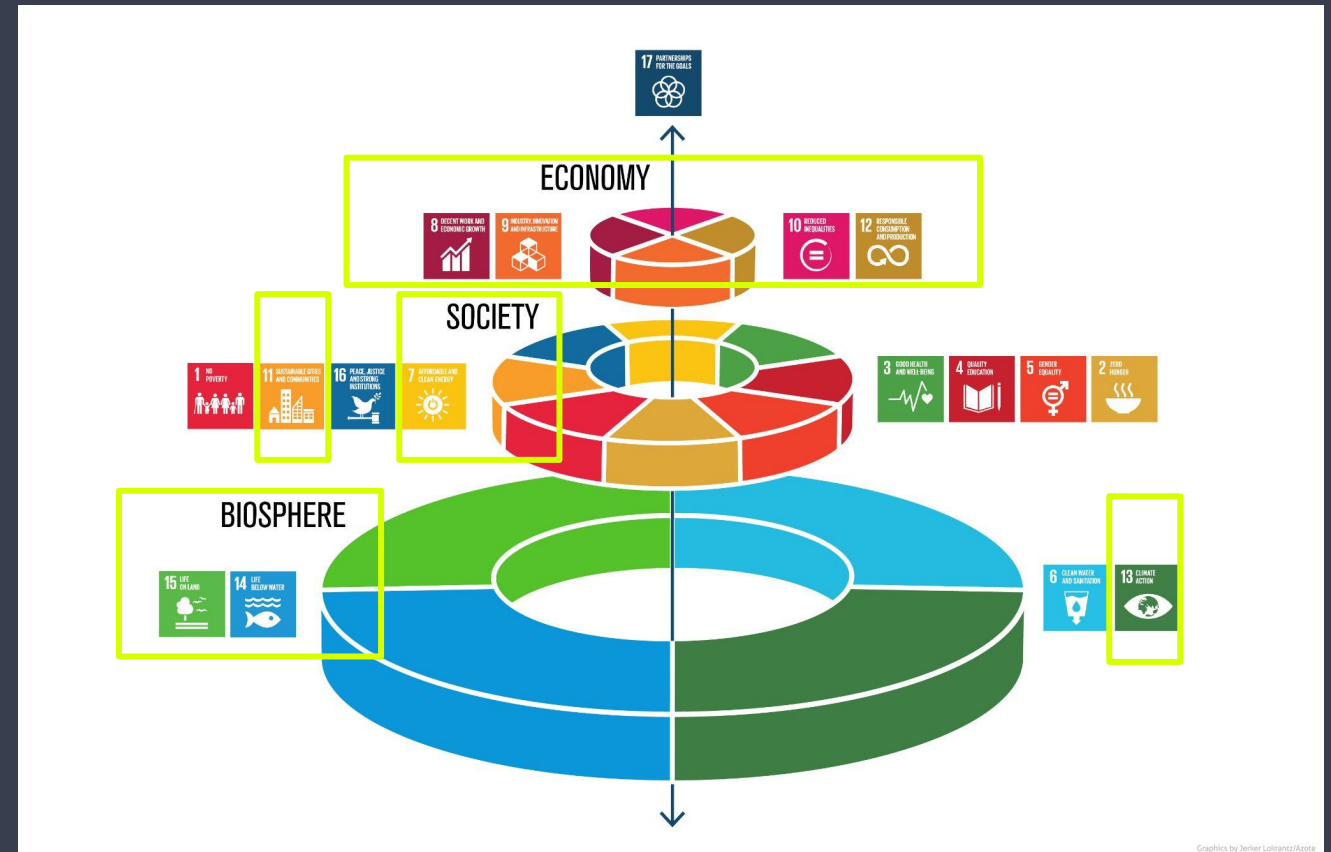 17 PARTNERSHIPS
FOR THE GOALS
ECONOMY
8 DECENT WORK AND
ECONOMIC GROWTH
9 INDUSTRY, INNOVATION
AND INFRASTRUCTURE
10 REDUCED
INEQUALITIES
12 RESPONSIBLE
CONSUMPTION
AND PRODUCTION
SOCIETY
1 NO
POVERTY
11 SUSTAINABLE CITIES
AND COMMUNITIES
16 PEACE, JUSTICE
AND STRONG
INSTITUTIONS
7 AFFORDABLE AND
CLEAN ENERGY
3 GOOD HEALTH
AND WELL-BEING
4 QUALITY
EDUCATION
5 GENDER
EQUALITY
2 ZERO
HUNGER
BIOSPHERE
15 LIFE
ON LAND
14 LIFE
BELOW WATER
6 CLEAN WATER
AND SANITATION
13 CLIMATE
ACTION
Graphics by Jerker Lokrantz/Azote